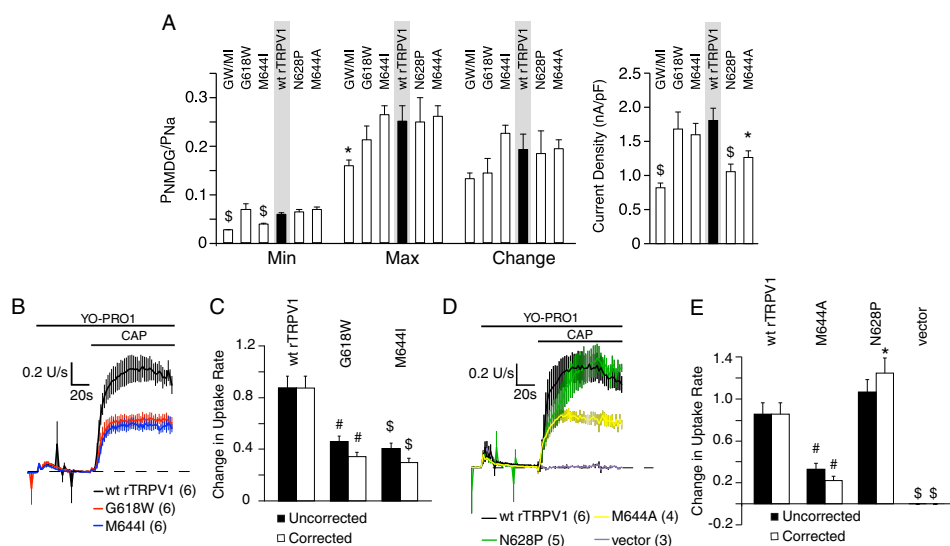 A
GW/MI
G618W
M644I
wt rTRPV1
N628P
M644A
GW/MI
G618W
M644I
wt rTRPV1
N628P
M644A
GW/MI
G618W
M644I
wt rTRPV1
N628P
M644A
PNMDG/PNa
0.3
0.2
0.1
0
$
$
*
Min
Max
Change
GW/MI
G618W
M644I
wt rTRPV1
N628P
M644A
Current Density (nA/pF)
2.5
2.0
1.5
1.0
0.5
0.0
$
$
*
B
YO-PRO1
CAP
0.2 U/s
20s
wt rTRPV1 (6)
G618W (6)
M644I (6)
C
wt rTRPV1
G618W
M644I
Change in Uptake Rate
1.2
0.8
0.4
0
#
#
$
$
Uncorrected
Corrected
D
YO-PRO1
CAP
0.2 U/s
20s
wt rTRPV1 (6)
M644A (4)
N628P (5)
vector (3)
E
wt rTRPV1
M644A
N628P
vector
Change in Uptake Rate
1.4
1.0
0.6
0.2
-0.2
#
#
*
$ $
Uncorrected
Corrected